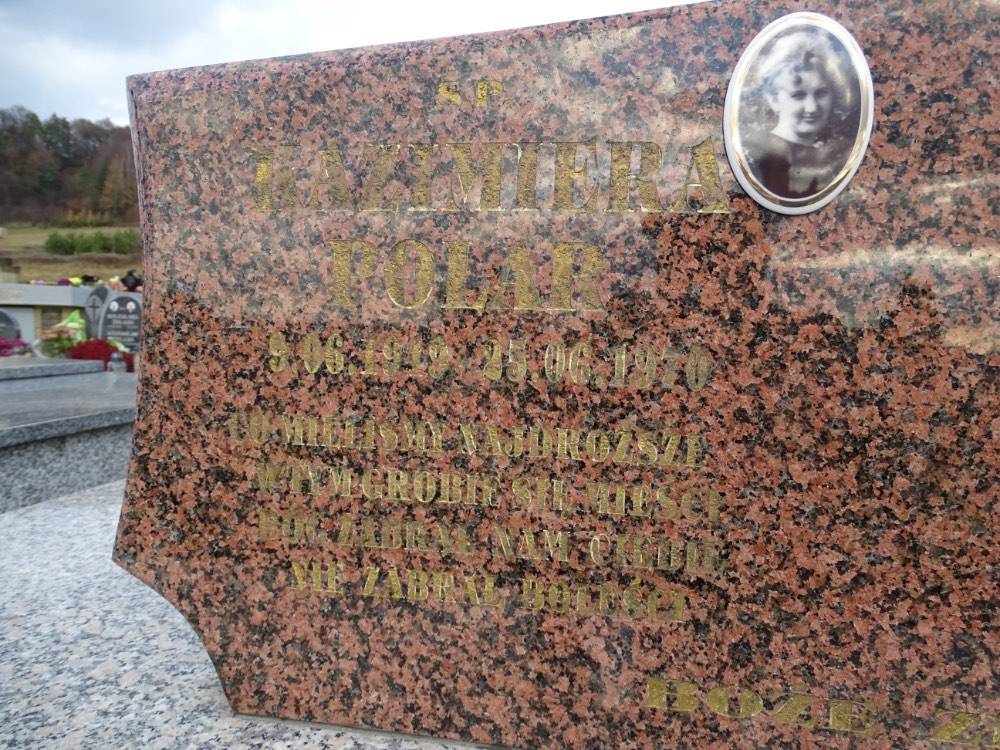 Ś.P.
KAZIMIERA
POLAR
9.06.1949 25.06.1970
CO MIELIŚMY NAJDROŻSZE
W TYM GROBIE SIĘ MIEŚCI
BÓG ZABRAŁ NAM CIEBIE
NIE ZABRAŁ BOLEŚCI
BOŻE